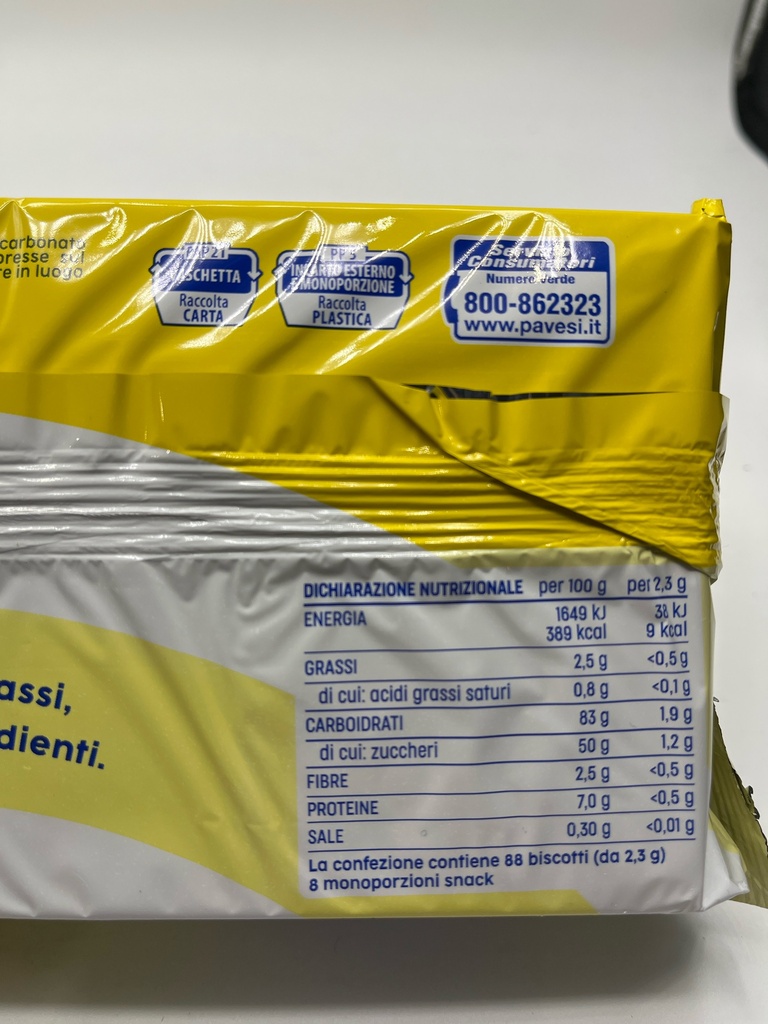 carbonato
presse sul
re in luogo
PAP21
Raccolta
CARTA
PP 5
INCARTO ESTERNO
E MONOPORZIONE
Raccolta
PLASTICA
Servizio
Consumatori
Numero Verde
800-862323
www.pavesi.it
assi,
dienti.
DICHIARAZIONE NUTRIZIONALE per 100 g per 2,3 g
ENERGIA 1649 kJ 38 kJ
389 kcal 9 kcal
GRASSI 2,5 g <0,5 g
di cui: acidi grassi saturi 0,8 g <0,1 g
CARBOIDRATI 83 g 1,9 g
di cui: zuccheri 50 g 1,2 g
FIBRE 2,5 g <0,5 g
PROTEINE 7,0 g <0,5 g
SALE 0,30 g <0,01 g
La confezione contiene 88 biscotti (da 2,3 g)
8 monoporzioni snack